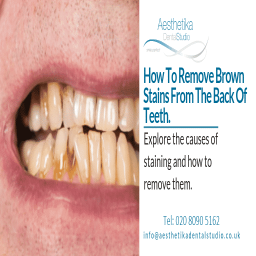 Aesthetika
DentalStudio
How To Remove Brown
Stains From The Back Of
Teeth.
Explore the causes of
staining and how to
remove them.
Tel: 020 8090 5162
info@aesthetikadentalstudio.co.uk